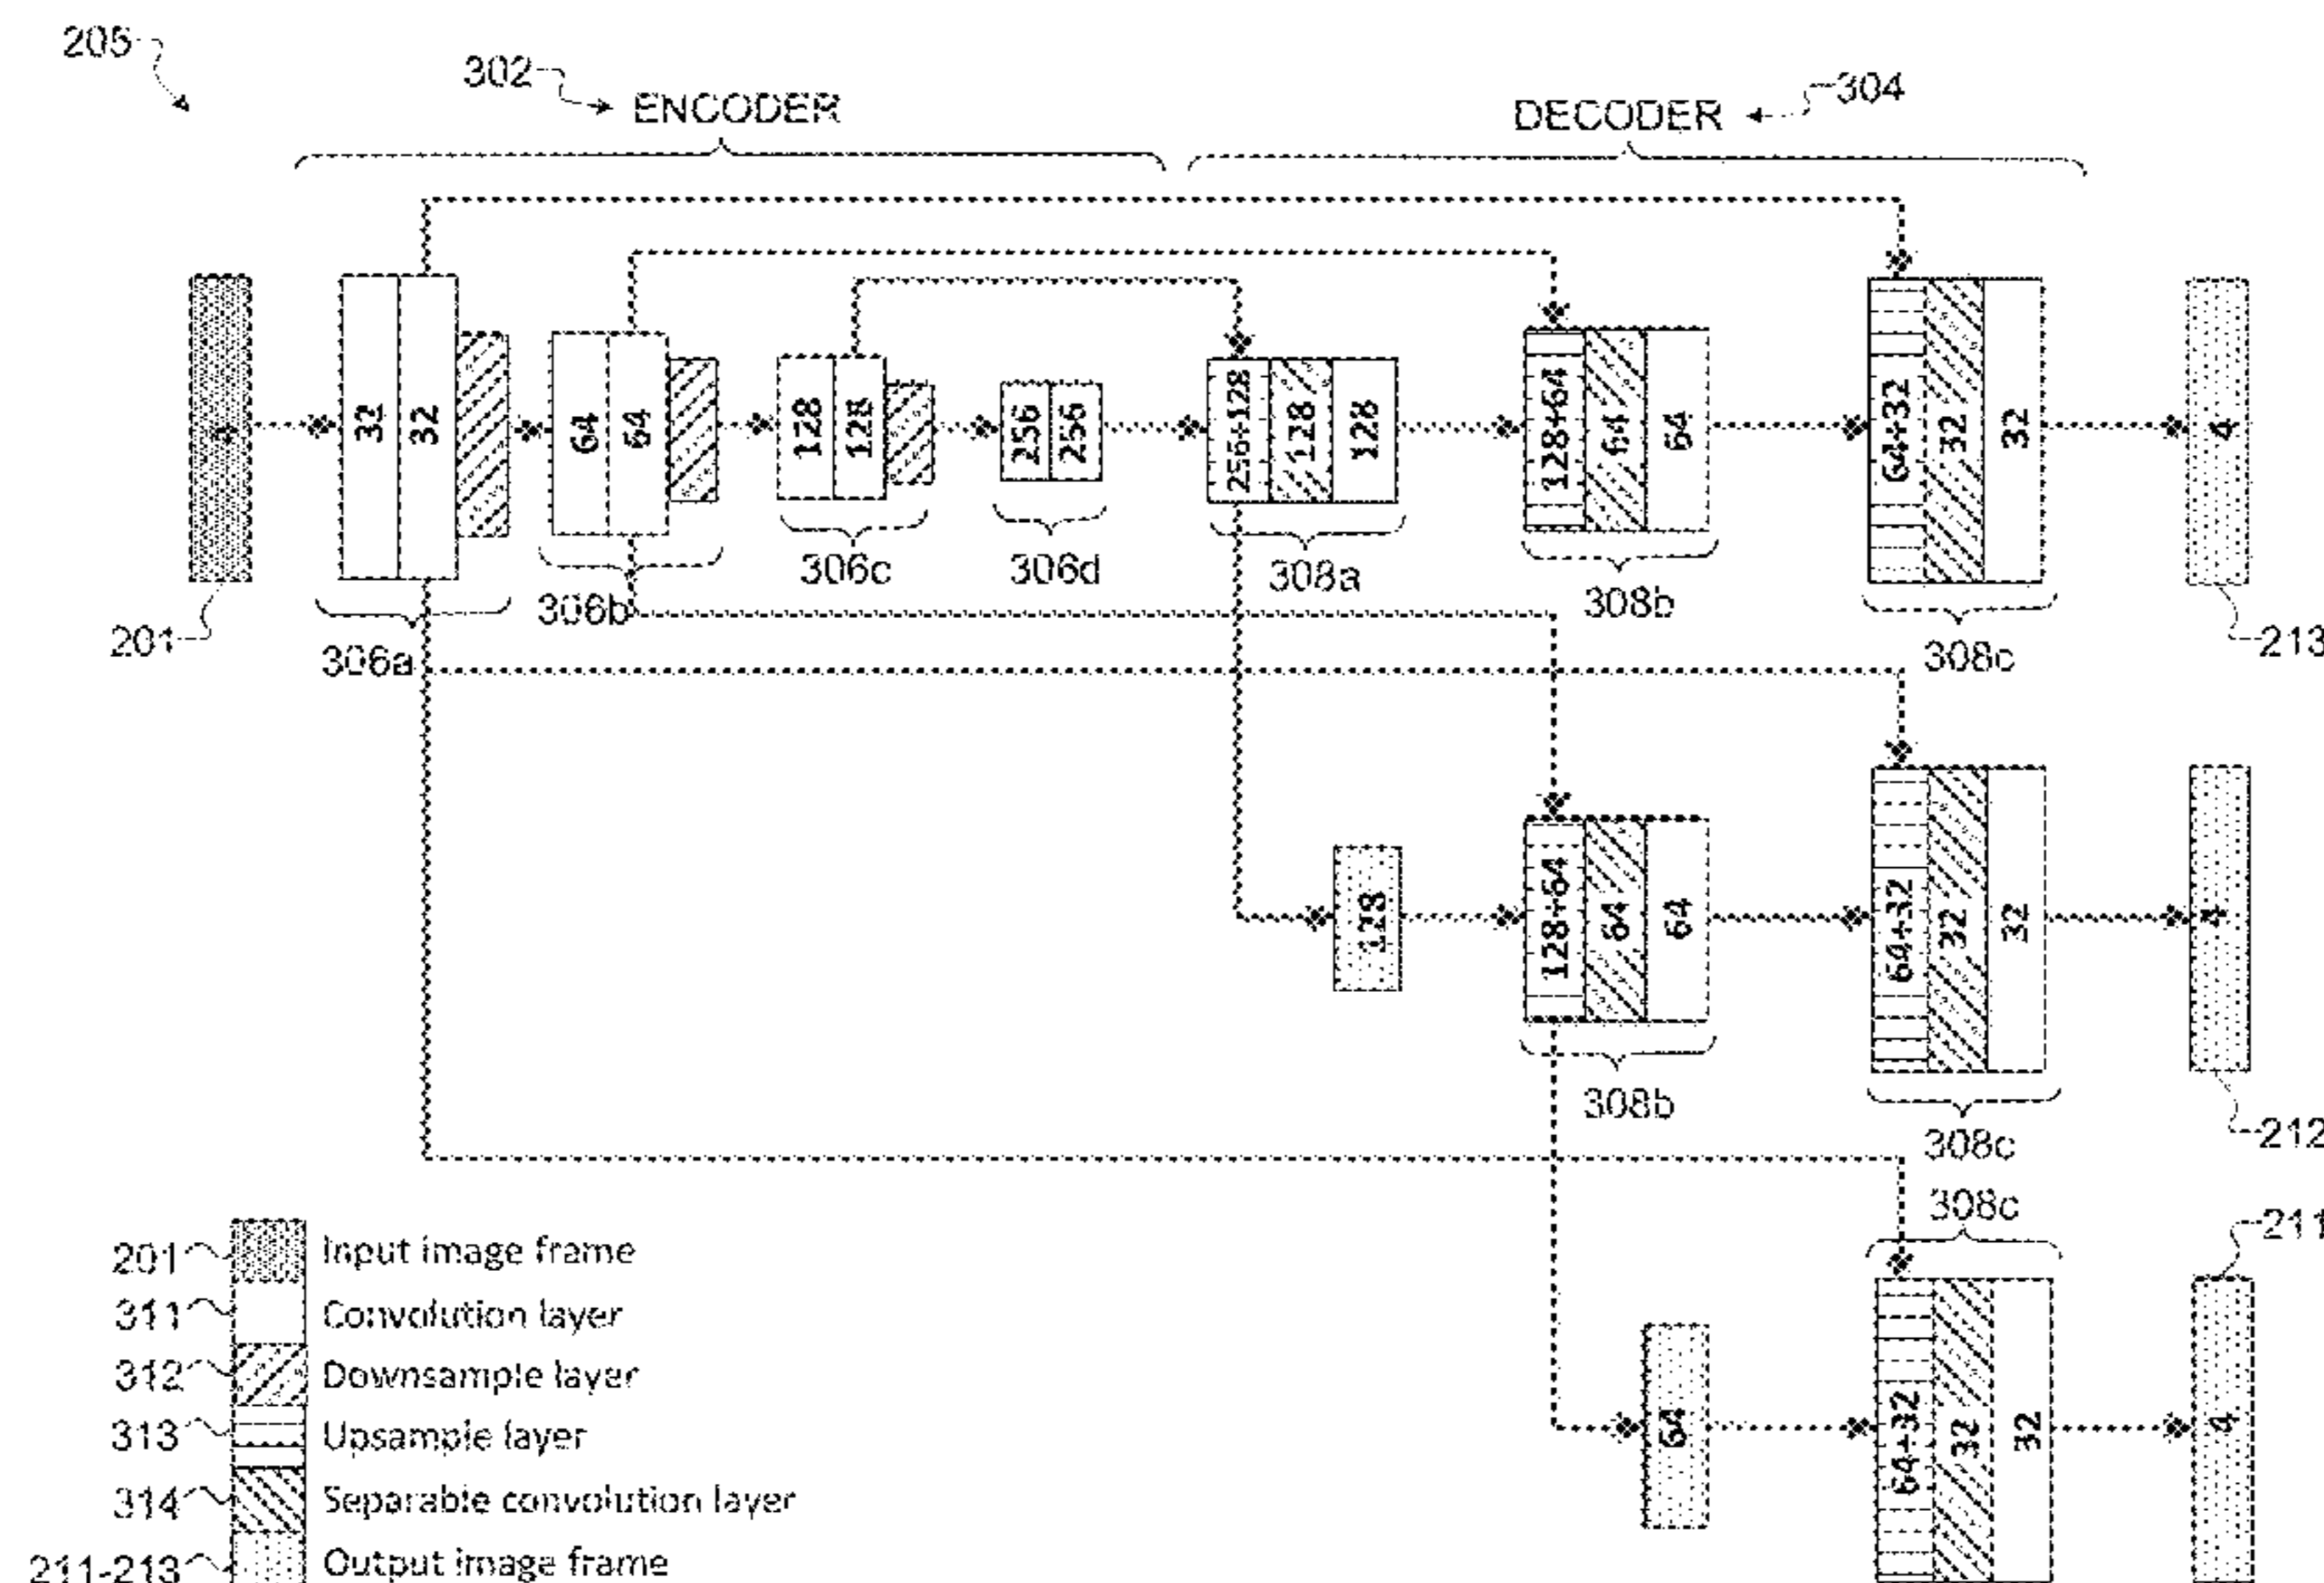 205
302
ENCODER
DECODER
304
32
32
64
64
128
128
256
256
256+128
128
128
128+64
64
64
64+32
32
32
4
201
306a
306b
306c
306d
308a
308b
308c
213
128
128+64
64
64
64+32
32
32
4
308b
308c
212
308c
211
64
64+32
32
32
4
201 Input image frame
311 Convolution layer
312 Downsample layer
313 Upsample layer
314 Separable convolution layer
211-213 Output image frame